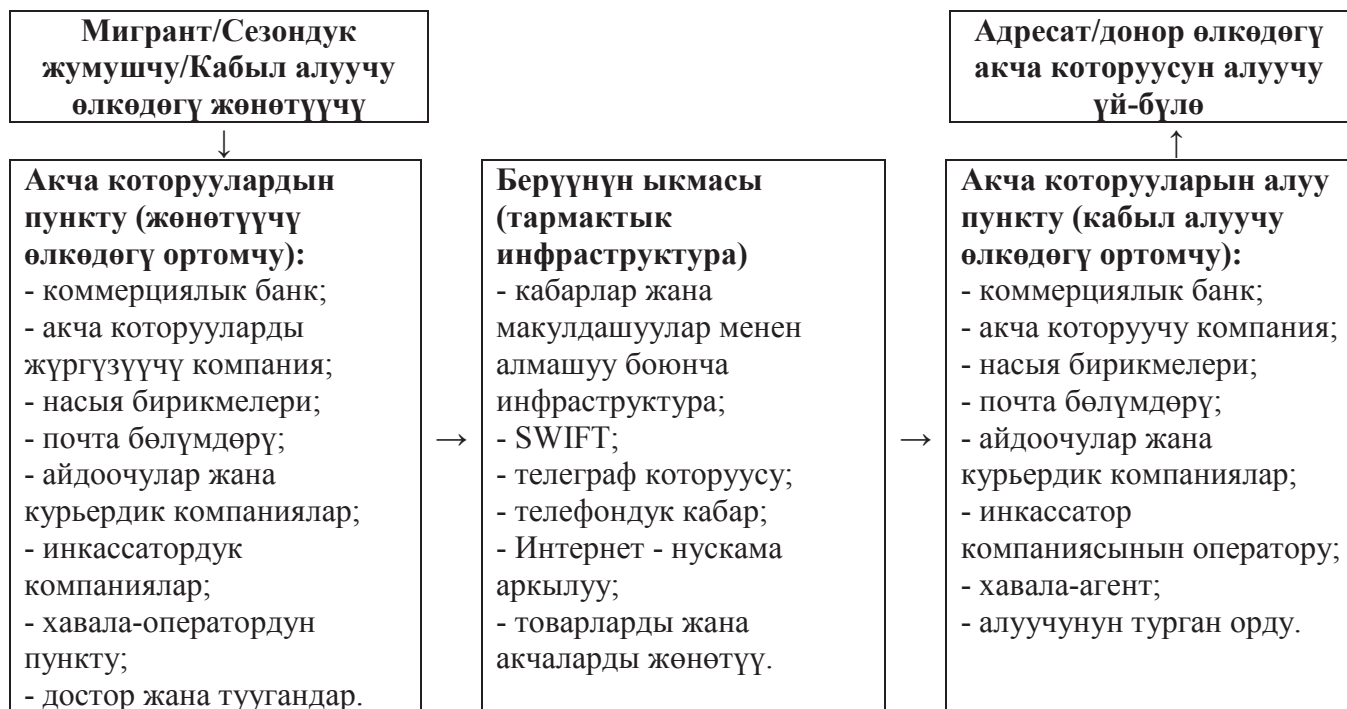 Мигрант/Сезондук
жумушчу/Кабыл алуучу
өлкөдөгү жөнөтүүчү
Адресат/донор өлкөдөгү
акча которуусун алуучу
үй-бүлө
↓
↑
Акча которуулардын
пункту (жөнөтүүчү
өлкөдөгү ортомчу):
- коммерциялык банк;
- акча которууларды
жүргүзүүчү компания;
- насыя бирикмелери;
- почта бөлүмдөрү;
- айдоочулар жана
курьердик компаниялар;
- инкассатордук
компаниялар;
- хавала-оператордун
пункту;
- достор жана туугандар.
→
Берүүнүн ыкмасы
(тармактык
инфраструктура)
- кабарлар жана
макулдашуулар менен
алмашуу боюнча
инфраструктура;
- SWIFT;
- телеграф которуусу;
- телефондук кабар;
- Интернет - нускама
аркылуу;
- товарларды жана
акчаларды жөнөтүү.
→
Акча которууларын алуу
пункту (кабыл алуучу
өлкөдөгү ортомчу):
- коммерциялык банк;
- акча которуучу компания;
- насыя бирикмелери;
- почта бөлүмдөрү;
- айдоочулар жана
курьердик компаниялар;
- инкассатор
компаниясынын оператору;
- хавала-агент;
- алуучунун турган орду.